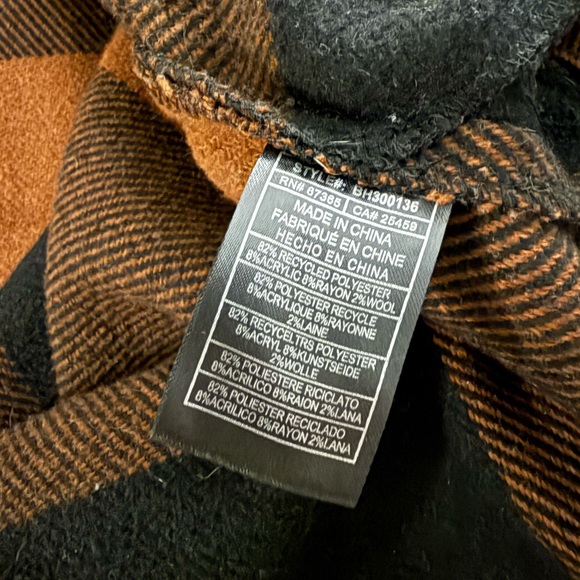 STYLE#: BH300136
RN# 67385 CA# 25459
MADE IN CHINA
FABRIQUÉ EN CHINE
HECHO EN CHINA
82% RECYCLED POLYESTER
8%ACRYLIC 8%RAYON 2%WOOL
82% POLYESTER RECYCLE
8%ACRYLIQUE 8%RAYONNE
2%LAINE
82% RECYCELTRS POLYESTER
8%ACRYL 8%KUNSTSEIDE
2%WOLLE
82% POLIESTERE RICICLATO
8%ACRILICO 8%RAION 2%LANA
82% POLIESTER RECICLADO
8%ACRILICO 8%RAYON 2%LANA